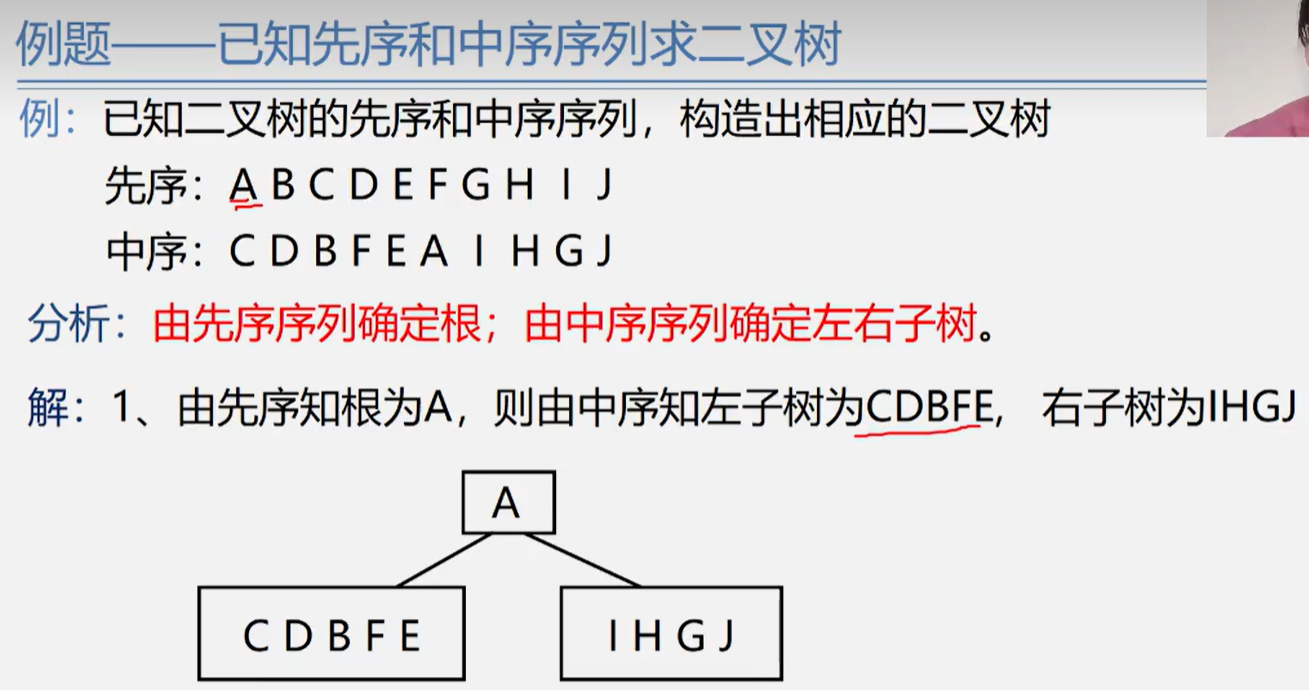 例题——已知先序和中序序列求二叉树
例：已知二叉树的先序和中序序列，构造出相应的二叉树
先序：A B C D E F G H I J
中序：C D B F E A I H G J
分析：由先序序列确定根；由中序序列确定左右子树。
解：1、由先序知根为A，则由中序知左子树为CDBFE，右子树为IHGJ
A
C D B F E
I H G J